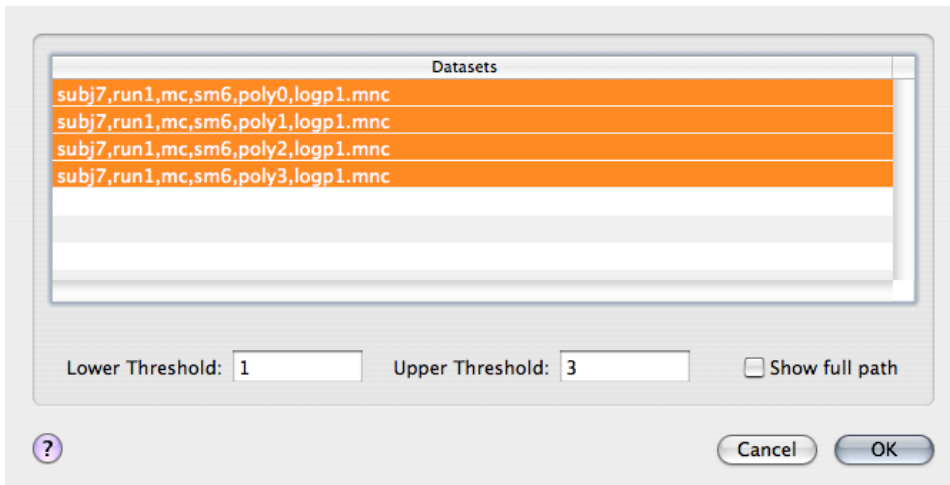 Datasets
subj7,run1,mc,sm6,poly0,logp1.mnc
subj7,run1,mc,sm6,poly1,logp1.mnc
subj7,run1,mc,sm6,poly2,logp1.mnc
subj7,run1,mc,sm6,poly3,logp1.mnc
Lower Threshold: 1 Upper Threshold: 3 Show full path
? Cancel OK